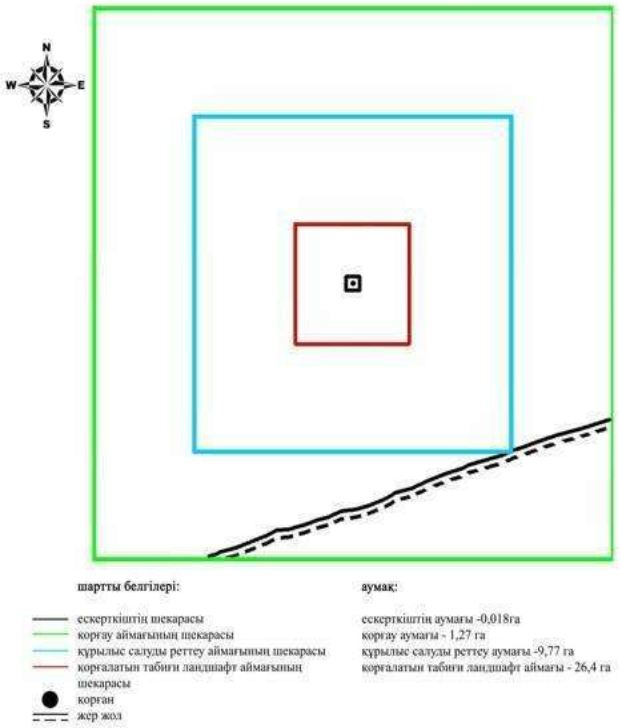 N
W E
S
шартты белгілері:
аумақ:
ескерткіштің шекарасы
қорғау аймағының шекарасы
құрылыс салуды реттеу аймағының шекарасы
қорғалатын табиғи ландшафт аймағының
шекарасы
қорған
жер жол
ескерткіштің аумағы -0,018га
қорғау аумағы - 1,27 га
құрылыс салуды реттеу аумағы -9,77 га
қорғалатын табиғи ландшафт аймағы - 26,4 га